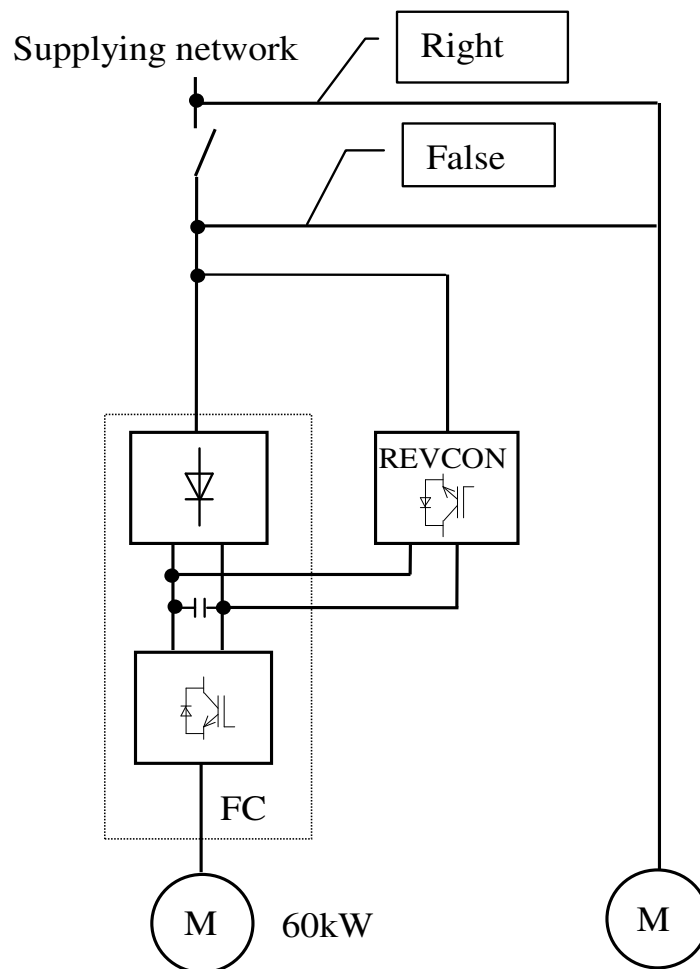 Right
Supplying network
False
REVCON
FC
M
60kW
M